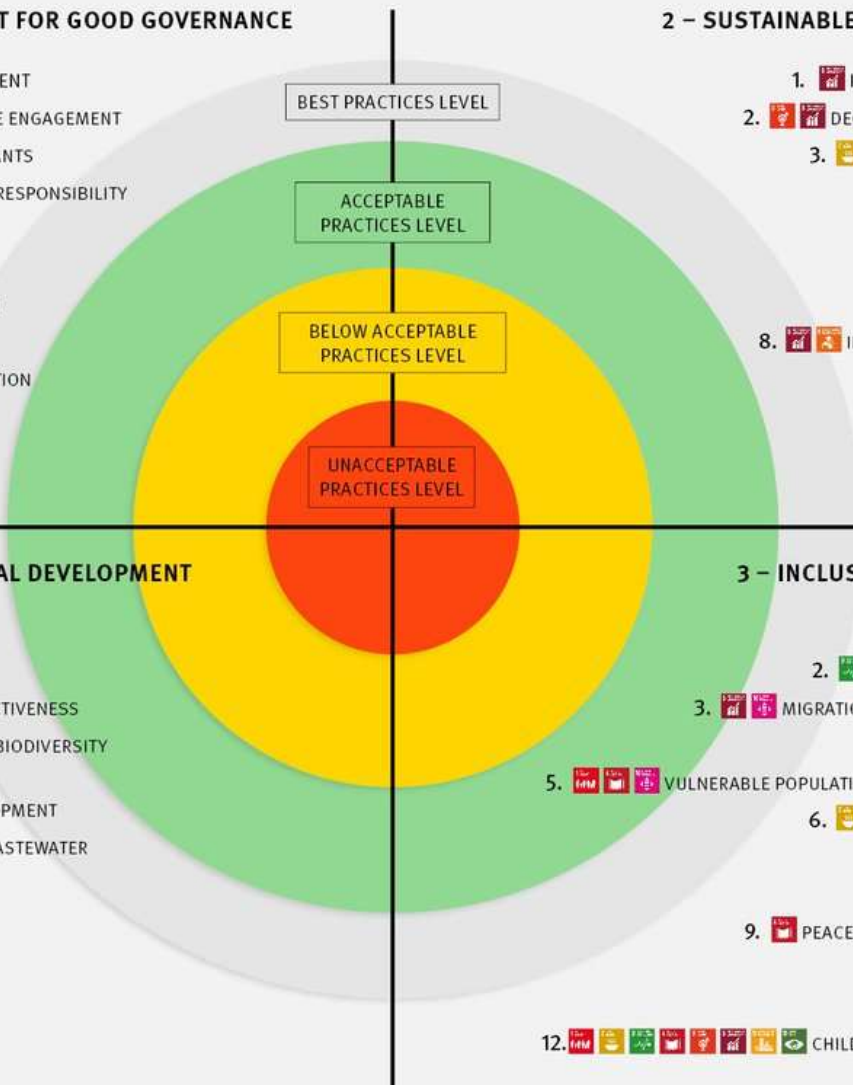 T FOR GOOD GOVERNANCE
2 – SUSTAINABLE
ENT
E ENGAGEMENT
ANTS
RESPONSIBILITY
TION
BEST PRACTICES LEVEL
ACCEPTABLE
PRACTICES LEVEL
BELOW ACCEPTABLE
PRACTICES LEVEL
UNACCEPTABLE
PRACTICES LEVEL
1.
2. DE
3.
8.
AL DEVELOPMENT
TIVENESS
BIODIVERSITY
PMENT
ASTEWATER
3 – INCLUS
2.
3. MIGRATIO
5. VULNERABLE POPULATI
6.
9. PEACE
12. CHILD